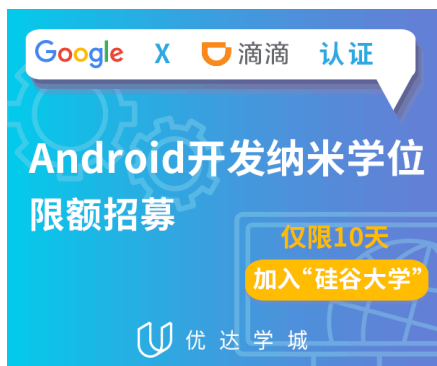 Google X 滴滴 认证
Android开发纳米学位
限额招募
仅限10天
加入“硅谷大学”
优达学城